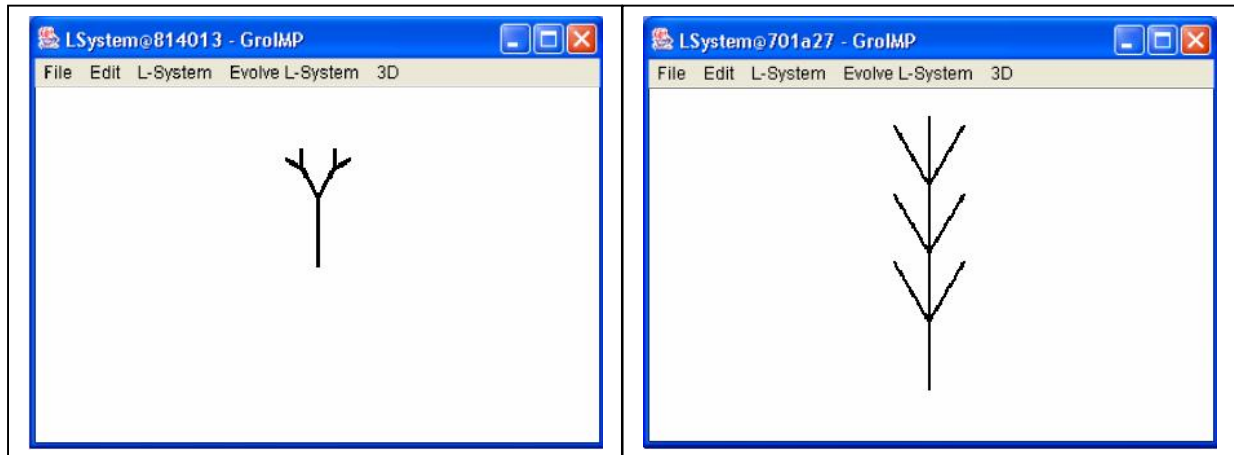 LSystem@814013 - GroIMP
File Edit L-System Evolve L-System 3D
LSystem@701a27 - GroIMP
File Edit L-System Evolve L-System 3D